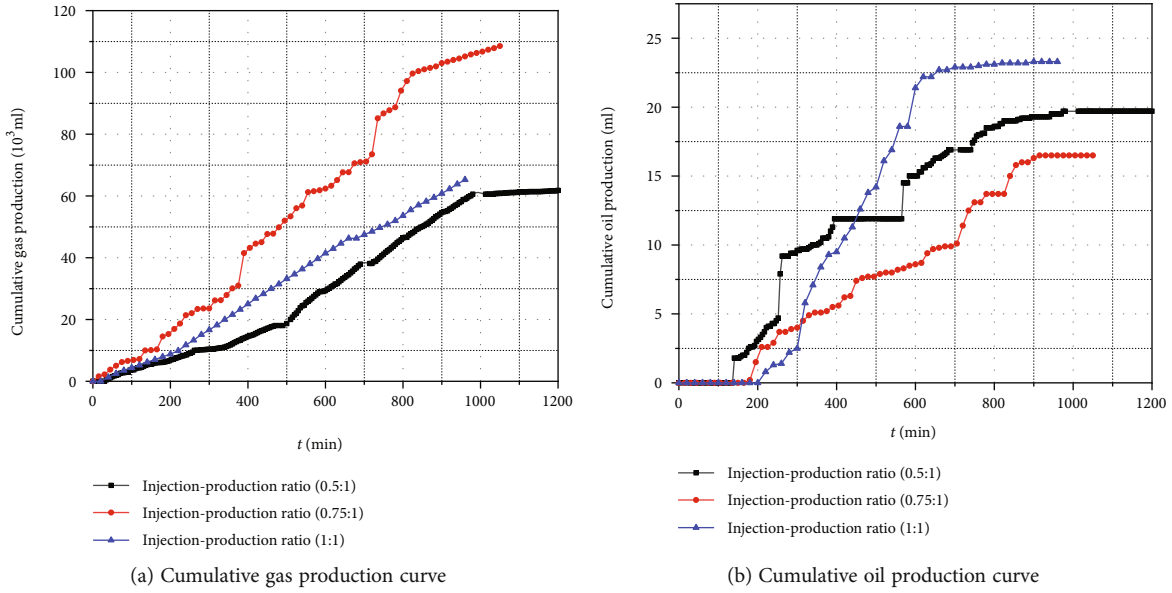 120
100
80
60
40
20
0
0 200 400 600 800 1000 1200
Cumulative gas production (10³ ml)
t (min)
Injection-production ratio (0.5:1)
Injection-production ratio (0.75:1)
Injection-production ratio (1:1)
(a) Cumulative gas production curve
25
20
15
10
5
0
0 200 400 600 800 1000 1200
Cumulative oil production (ml)
t (min)
Injection-production ratio (0.5:1)
Injection-production ratio (0.75:1)
Injection-production ratio (1:1)
(b) Cumulative oil production curve